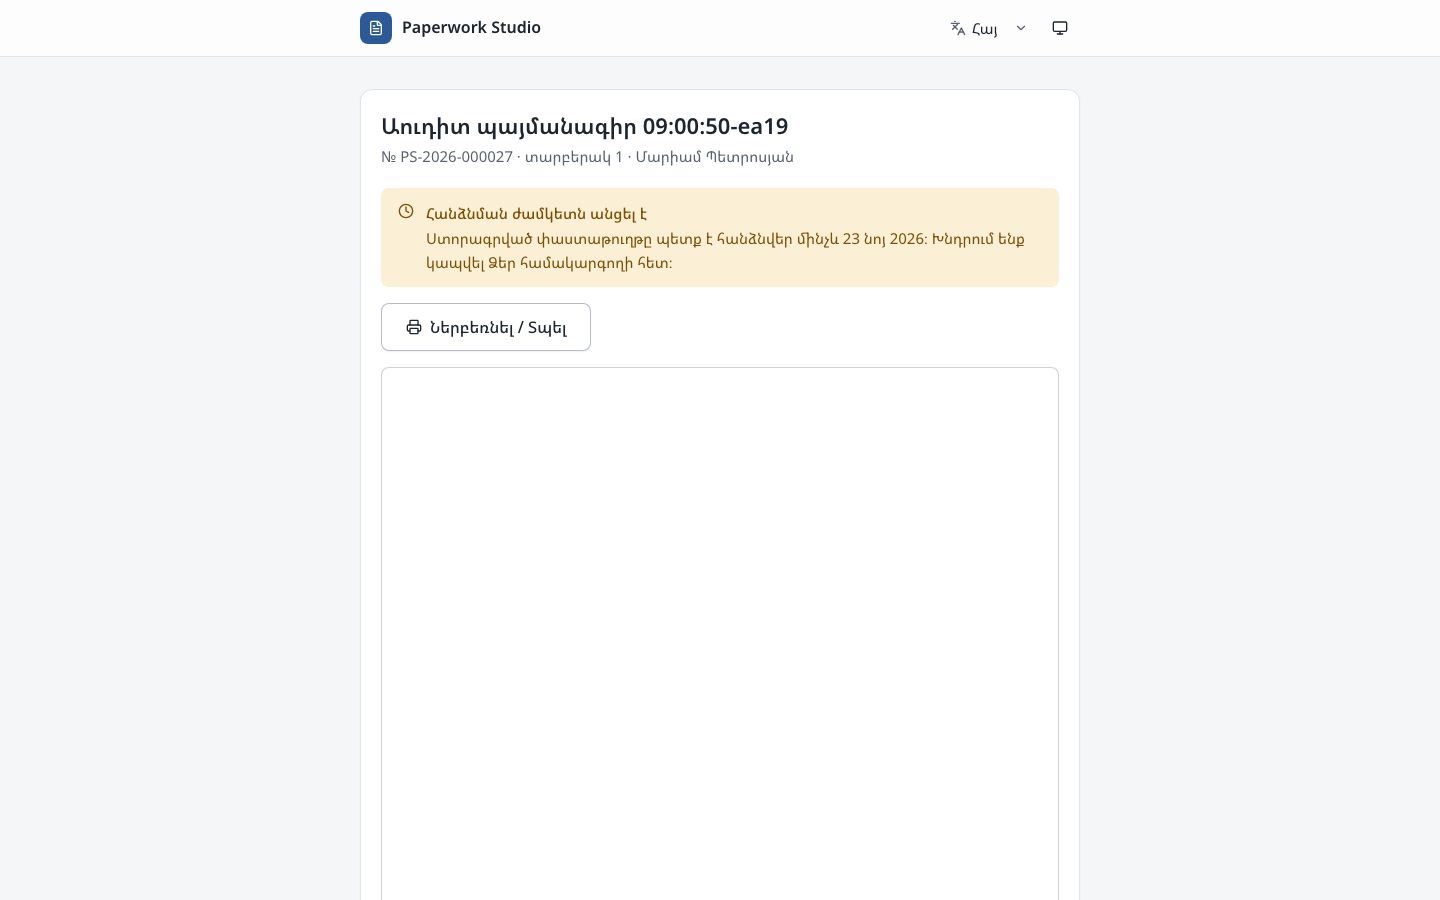 Paperwork Studio
Հայ
Աուդիտ պայմանագիր 09:00:50-ea19
№ PS-2026-000027 · տարբերակ 1 · Մարիամ Պետրոսյան
Հանձնման ժամկետն անցել է
Ստորագրված փաստաթուղթը պետք է հանձնվեր մինչև 23 նոյ 2026: Խնդրում ենք
կապվել Ձեր համակարգողի հետ:
Ներբեռնել / Տպել